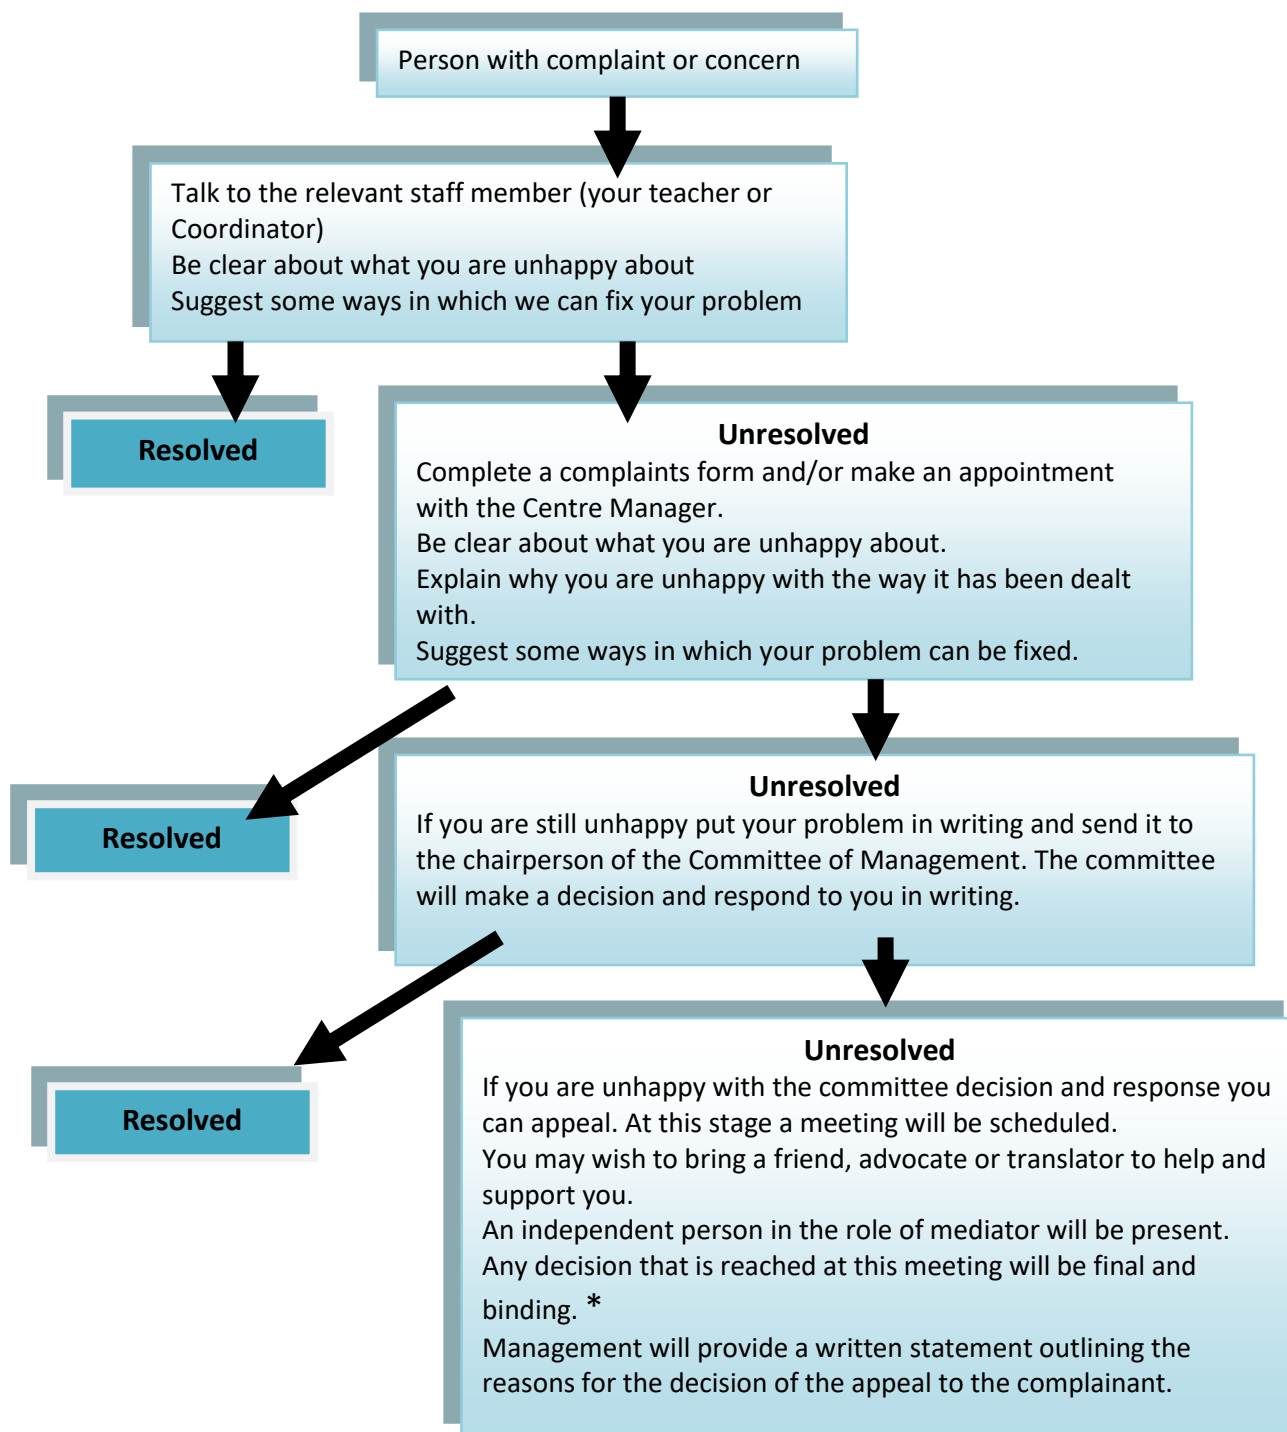 Person with complaint or concern
Talk to the relevant staff member (your teacher or
Coordinator)
Be clear about what you are unhappy about
Suggest some ways in which we can fix your problem
Resolved
Unresolved
Complete a complaints form and/or make an appointment
with the Centre Manager.
Be clear about what you are unhappy about.
Explain why you are unhappy with the way it has been dealt
with.
Suggest some ways in which your problem can be fixed.
Resolved
Unresolved
If you are still unhappy put your problem in writing and send it to
the chairperson of the Committee of Management. The committee
will make a decision and respond to you in writing.
Resolved
Unresolved
If you are unhappy with the committee decision and response you
can appeal. At this stage a meeting will be scheduled.
You may wish to bring a friend, advocate or translator to help and
support you.
An independent person in the role of mediator will be present.
Any decision that is reached at this meeting will be final and
binding. *
Management will provide a written statement outlining the
reasons for the decision of the appeal to the complainant.